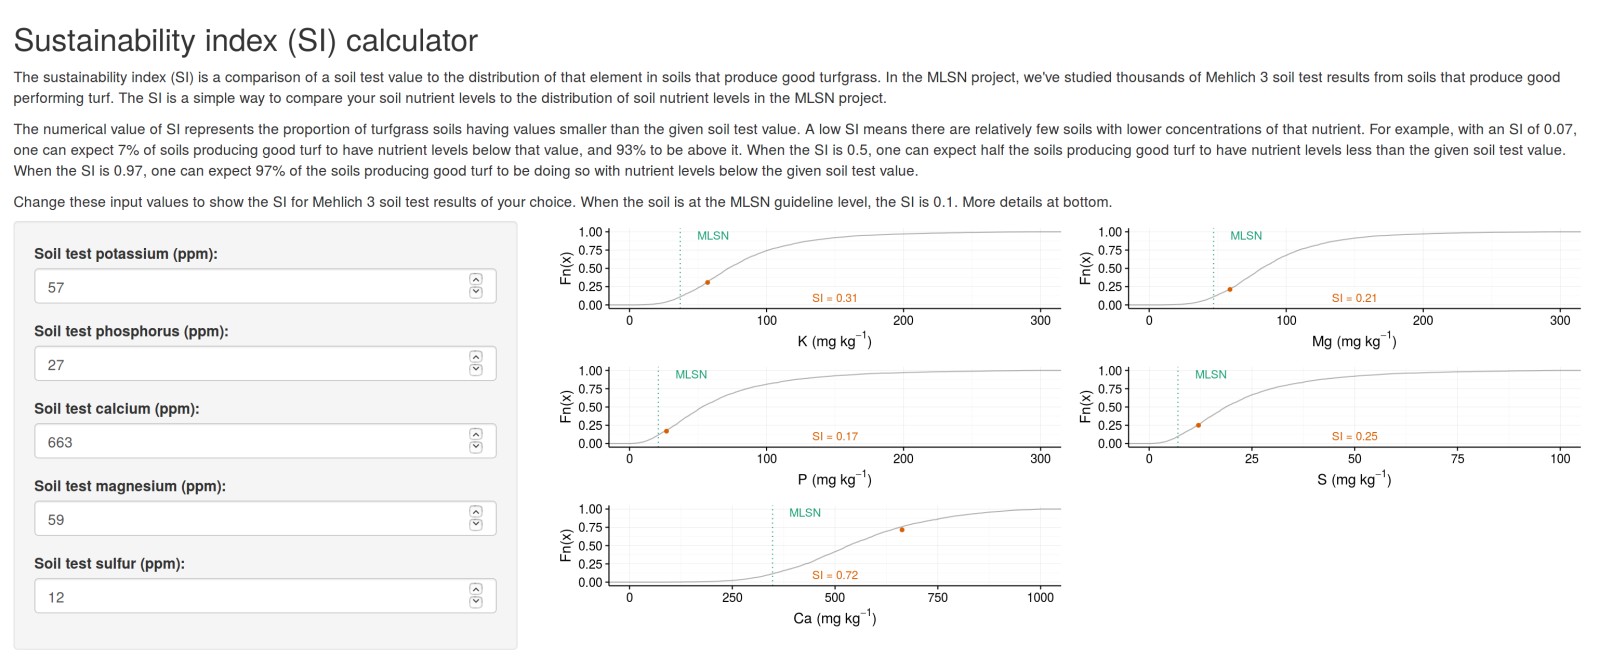 Sustainability index (SI) calculator
The sustainability index (SI) is a comparison of a soil test value to the distribution of that element in soils that produce good turfgrass. In the MLSN project, we've studied thousands of Mehlich 3 soil test results from soils that produce good
performing turf. The SI is a simple way to compare your soil nutrient levels to the distribution of soil nutrient levels in the MLSN project.
The numerical value of SI represents the proportion of turfgrass soils having values smaller than the given soil test value. A low SI means there are relatively few soils with lower concentrations of that nutrient. For example, with an SI of 0.07,
one can expect 7% of soils producing good turf to have nutrient levels below that value, and 93% to be above it. When the SI is 0.5, one can expect half the soils producing good turf to have nutrient levels less than the given soil test value.
When the SI is 0.97, one can expect 97% of the soils producing good turf to be doing so with nutrient levels below the given soil test value.
Change these input values to show the SI for Mehlich 3 soil test results of your choice. When the soil is at the MLSN guideline level, the SI is 0.1. More details at bottom.
Soil test potassium (ppm):
57
Soil test phosphorus (ppm):
27
Soil test calcium (ppm):
663
Soil test magnesium (ppm):
59
Soil test sulfur (ppm):
12
Fn(x)
1.00
0.75
0.50
0.25
0.00
MLSN
SI = 0.31
0 100 200 300
K (mg kg⁻¹)
Fn(x)
1.00
0.75
0.50
0.25
0.00
MLSN
SI = 0.21
0 100 200 300
Mg (mg kg⁻¹)
Fn(x)
1.00
0.75
0.50
0.25
0.00
MLSN
SI = 0.17
0 100 200 300
P (mg kg⁻¹)
Fn(x)
1.00
0.75
0.50
0.25
0.00
MLSN
SI = 0.25
0 25 50 75 100
S (mg kg⁻¹)
Fn(x)
1.00
0.75
0.50
0.25
0.00
MLSN
SI = 0.72
0 250 500 750 1000
Ca (mg kg⁻¹)